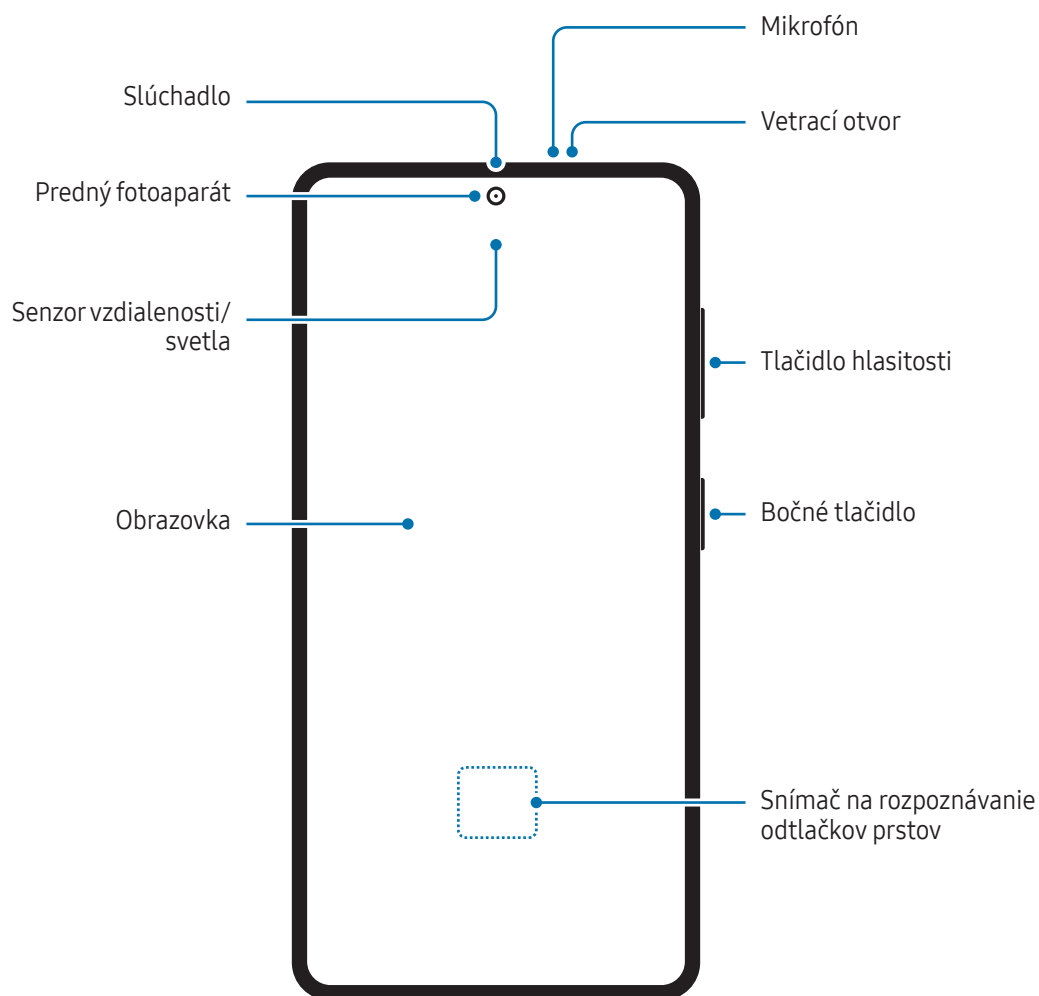 Mikrofón
Slúchadlo
Vetrací otvor
Predný fotoaparát
Senzor vzdialenosti/
svetla
Tlačidlo hlasitosti
Obrazovka
Bočné tlačidlo
Snímač na rozpoznávanie
odtlačkov prstov